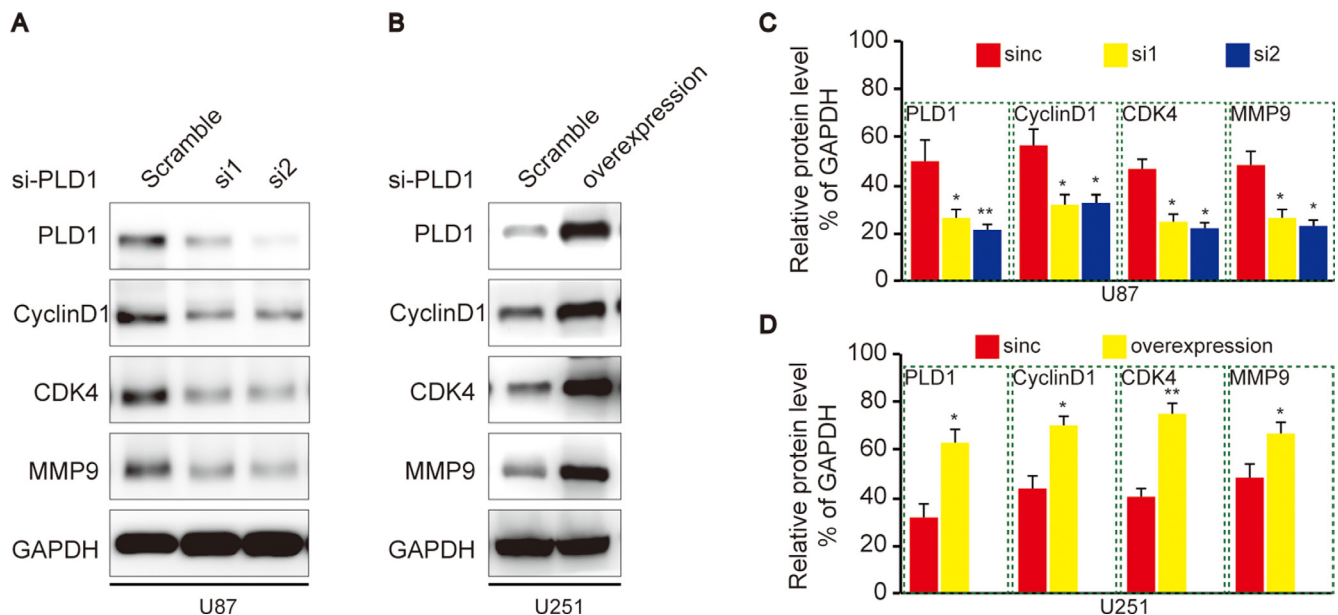 A
Scramble si1 si2
si-PLD1
PLD1
CyclinD1
CDK4
MMP9
GAPDH
U87
B
Scramble overexpression
si-PLD1
PLD1
CyclinD1
CDK4
MMP9
GAPDH
U251
C
Relative protein level
% of GAPDH
100
80
60
40
20
0
sinc si1 si2
PLD1 CyclinD1 CDK4 MMP9
* ** * * * * * *
U87
D
Relative protein level
% of GAPDH
100
80
60
40
20
0
sinc overexpression
PLD1 CyclinD1 CDK4 MMP9
* * ** *
U251